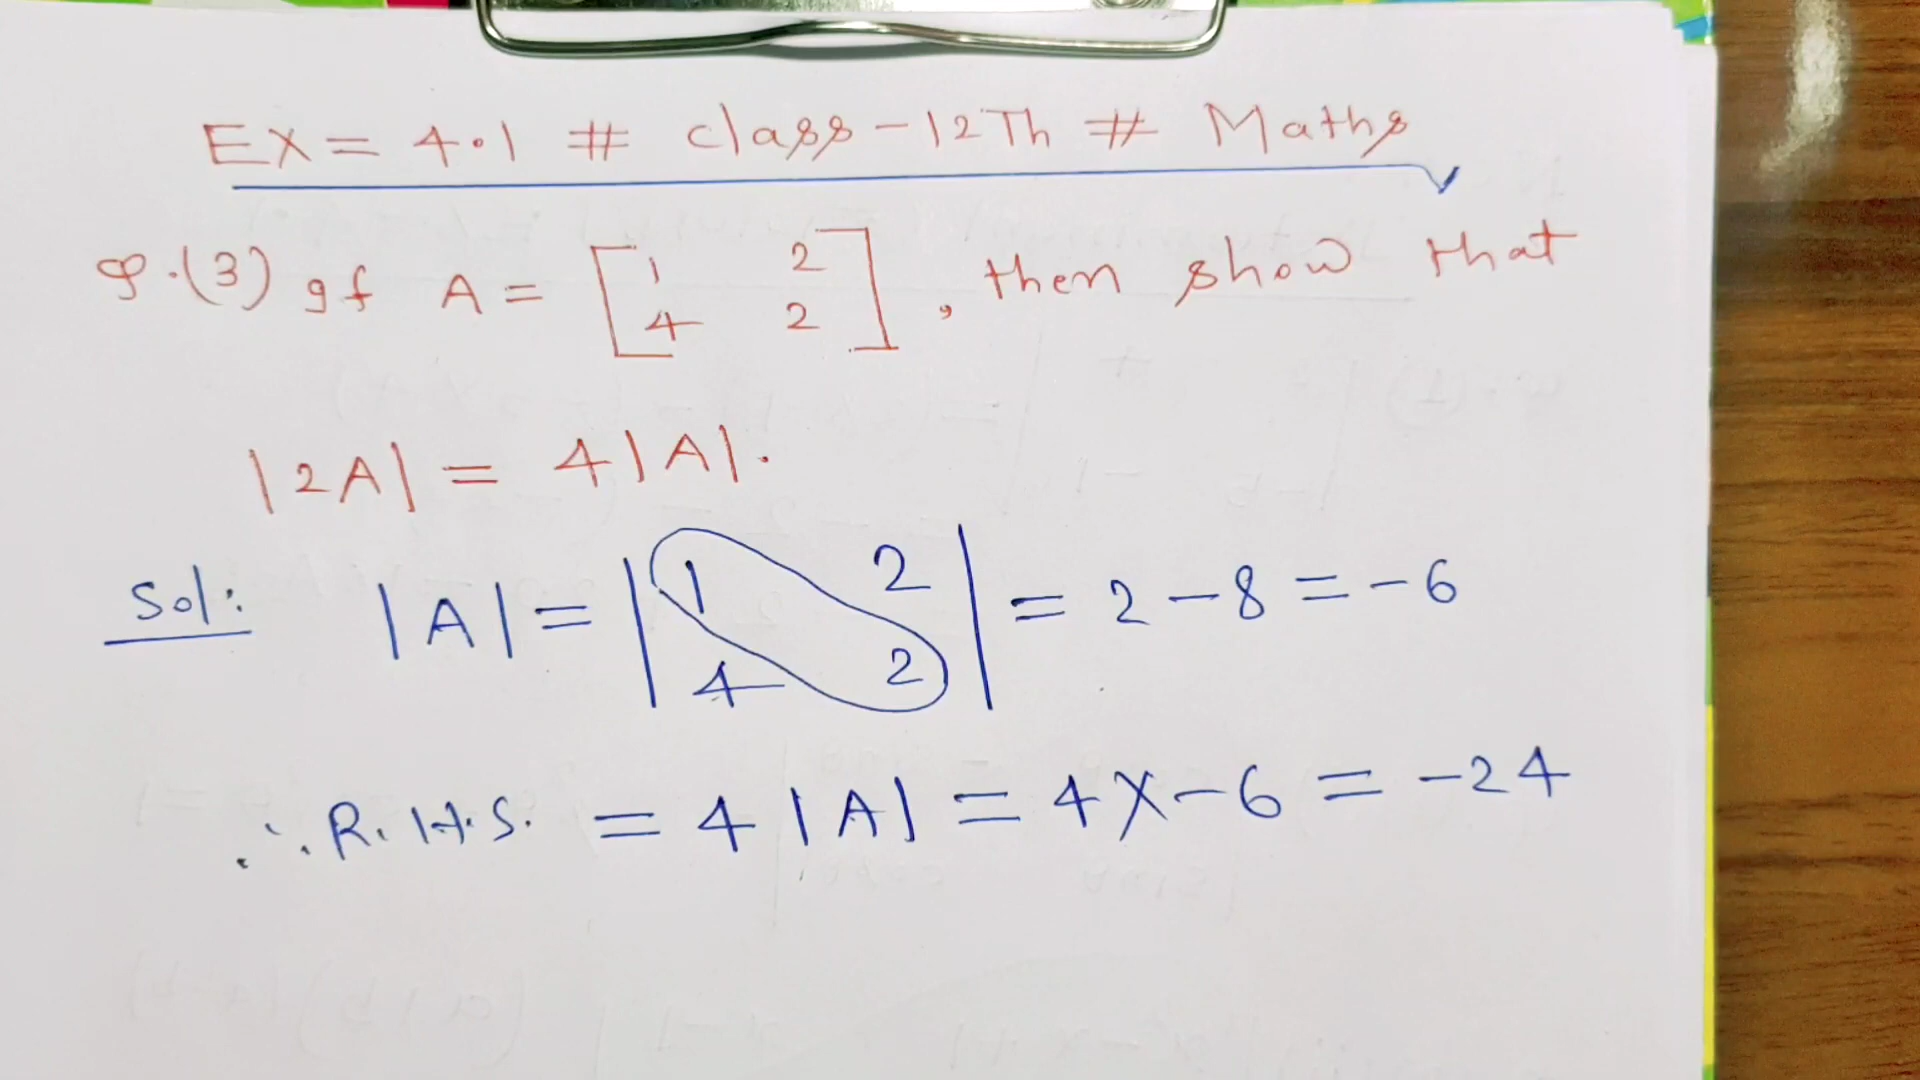 EX = 4.1 # class - 12Th # Maths
Q.(3) If A = [1 2
4 2], then show that
|2A| = 4|A|.
Sol: |A| = |1 2
4 2| = 2 - 8 = -6
∴ R.H.S. = 4|A| = 4X-6 = -24